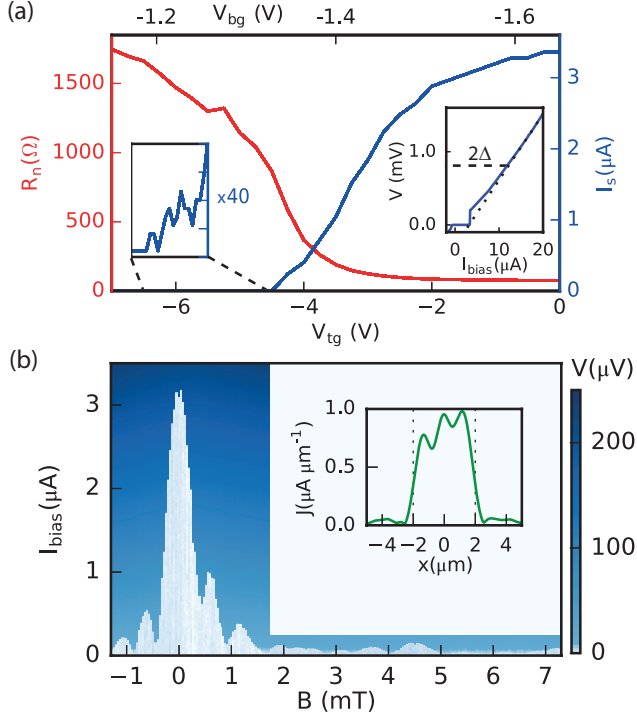 (a)
V_bg (V)
-1.2 -1.4 -1.6
R_n(Ω)
1500
1000
500
0
x40
V (mV)
1.0
0.0
2Δ
0 10 20
I_bias(μA)
I_s(μA)
3
2
1
0
−6 −4 −2 0
V_tg (V)
(b)
V(μV)
200
100
0
I_bias(μA)
3
2
1
0
J(μA μm⁻¹)
1.0
0.5
0.0
−4 −2 0 2 4
x(μm)
−1 0 1 2 3 4 5 6 7
B (mT)